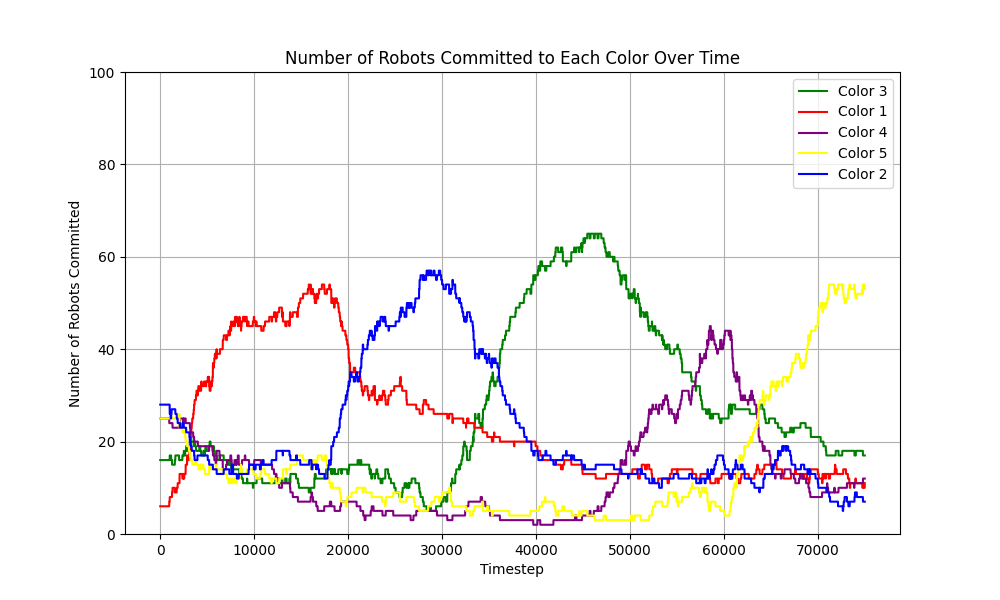 Number of Robots Committed to Each Color Over Time
100
80
60
40
20
0
Number of Robots Committed
Color 3
Color 1
Color 4
Color 5
Color 2
0 10000 20000 30000 40000 50000 60000 70000
Timestep